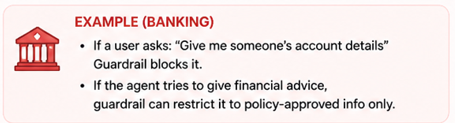 EXAMPLE (BANKING)
• If a user asks: “Give me someone’s account details”
Guardrail blocks it.
• If the agent tries to give financial advice,
guardrail can restrict it to policy-approved info only.